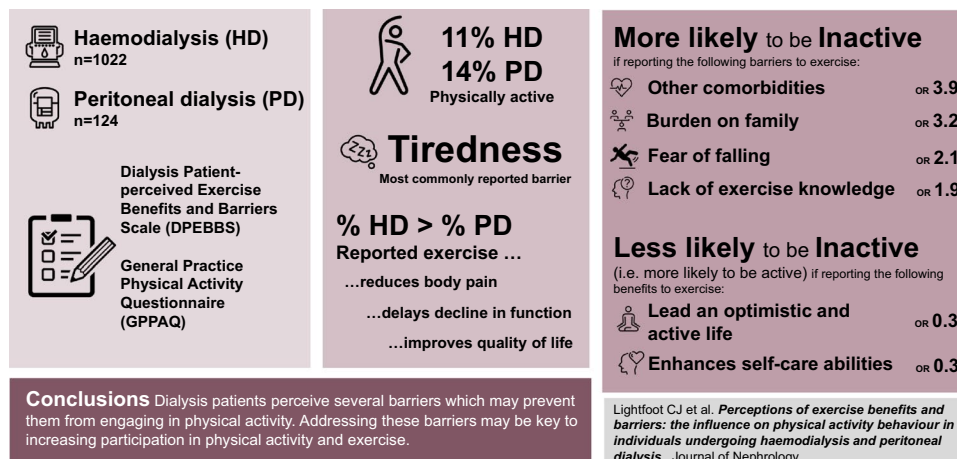 Haemodialysis (HD)
n=1022
Peritoneal dialysis (PD)
n=124
Dialysis Patient-
perceived Exercise
Benefits and Barriers
Scale (DPEBBS)
General Practice
Physical Activity
Questionnaire
(GPPAQ)
11% HD
14% PD
Physically active
Zzz
Tiredness
Most commonly reported barrier
% HD > % PD
Reported exercise ...
...reduces body pain
...delays decline in function
...improves quality of life
More likely to be Inactive
if reporting the following barriers to exercise:
Other comorbidities OR 3.9
Burden on family OR 3.2
Fear of falling OR 2.1
Lack of exercise knowledge OR 1.9
Less likely to be Inactive
(i.e. more likely to be active) if reporting the following
benefits to exercise:
Lead an optimistic and
active life OR 0.3
Enhances self-care abilities OR 0.3
Conclusions Dialysis patients perceive several barriers which may prevent
them from engaging in physical activity. Addressing these barriers may be key to
increasing participation in physical activity and exercise.
Lightfoot CJ et al. Perceptions of exercise benefits and
barriers: the influence on physical activity behaviour in
individuals undergoing haemodialysis and peritoneal
dialysis. Journal of Nephrology